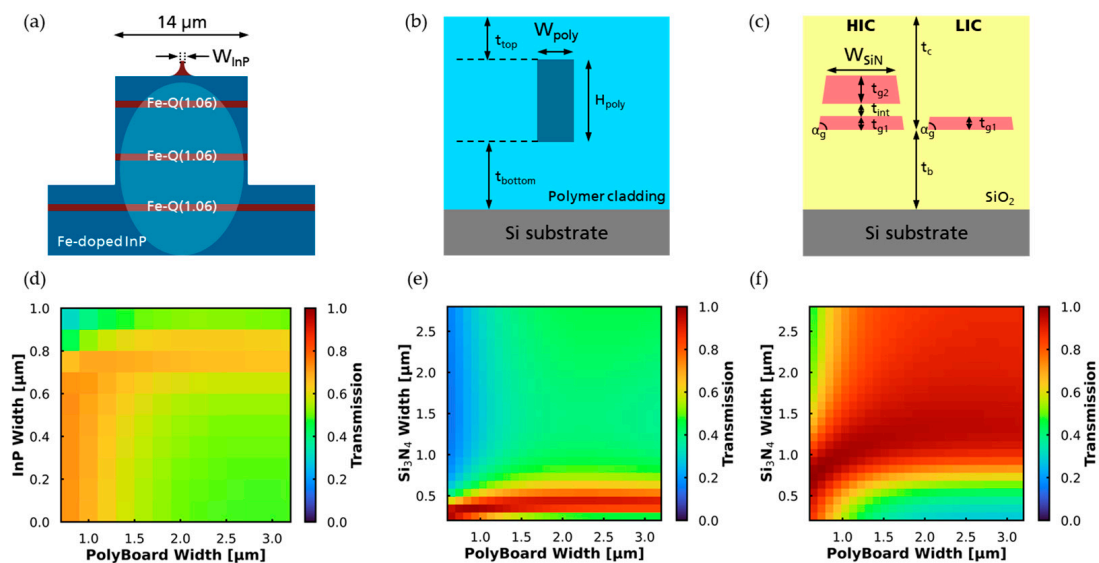 (a)
14 μm
W_InP
Fe-Q(1.06)
Fe-Q(1.06)
Fe-Q(1.06)
Fe-doped InP
(b)
t_top
W_poly
H_poly
t_bottom
Polymer cladding
Si substrate
(c)
HIC LIC
W_SiN
t_c
t_g2
t_int
α_g t_g1 α_g t_g1
t_b
SiO₂
Si substrate
(d)
1.0
0.8
0.6
0.4
0.2
0.0
InP Width [μm]
1.0 1.5 2.0 2.5 3.0
PolyBoard Width [μm]
1.0
0.8
0.6
0.4
0.2
0.0
Transmission
(e)
2.5
2.0
1.5
1.0
0.5
Si₃N₄ Width [μm]
1.0 1.5 2.0 2.5 3.0
PolyBoard Width [μm]
1.0
0.8
0.6
0.4
0.2
0.0
Transmission
(f)
2.5
2.0
1.5
1.0
0.5
Si₃N₄ Width [μm]
1.0 1.5 2.0 2.5 3.0
PolyBoard Width [μm]
1.0
0.8
0.6
0.4
0.2
0.0
Transmission